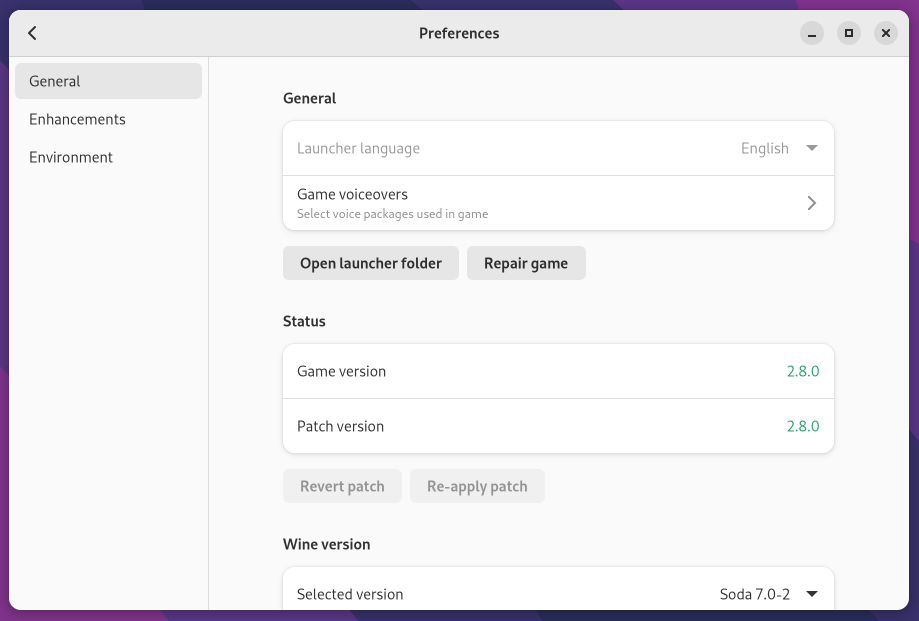 Preferences
General
Enhancements
Environment
General
Launcher language English
Game voiceovers
Select voice packages used in game
Open launcher folder Repair game
Status
Game version 2.8.0
Patch version 2.8.0
Revert patch Re-apply patch
Wine version
Selected version Soda 7.0-2